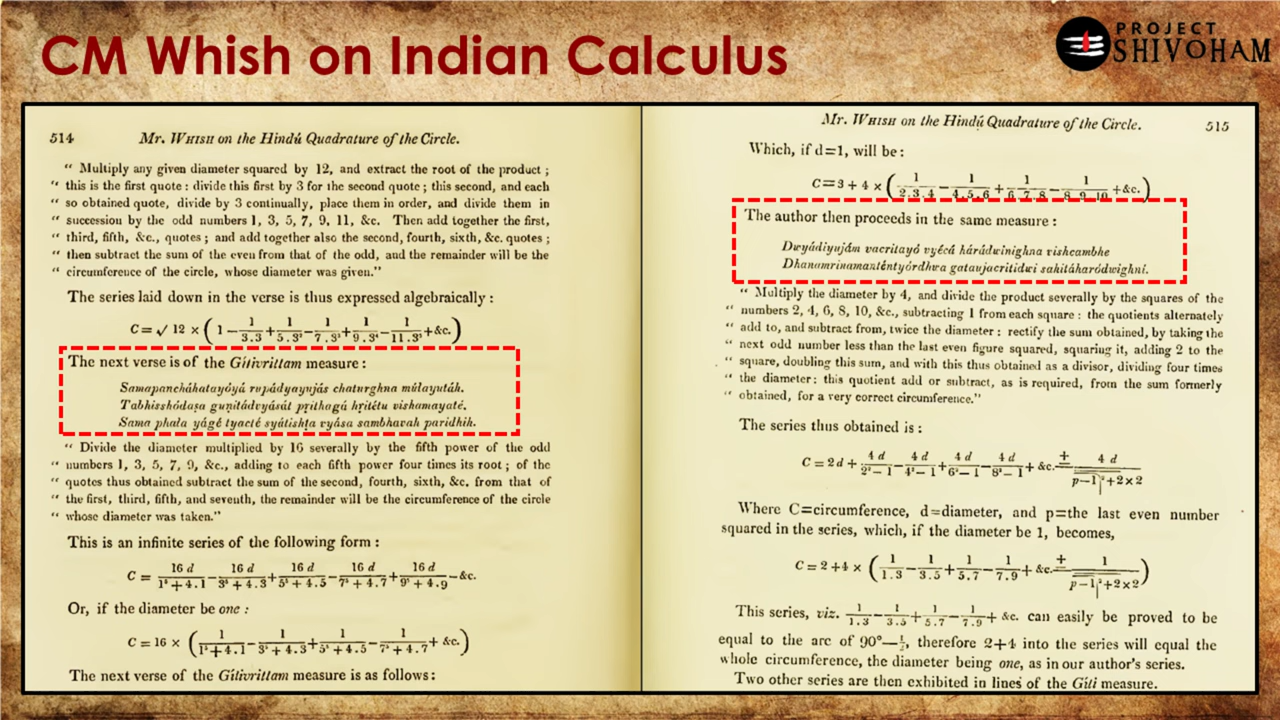 CM Whish on Indian Calculus
PROJECT
SHIVOHAM
514 Mr. WHISH on the Hindú Quadrature of the Circle.
“ Multiply any given diameter squared by 12, and extract the root of the product ;
“ this is the first quote : divide this first by 3 for the second quote ; this second, and each
“ so obtained quote, divide by 3 continually, place them in order, and divide them in
“ succession by the odd numbers 1, 3, 5, 7, 9, 11, &c. Then add together the first,
“ third, fifth, &c., quotes ; and add together also the second, fourth, sixth, &c. quotes ;
“ then subtract the sum of the even from that of the odd, and the remainder will be the
“ circumference of the circle, whose diameter was given.”
The series laid down in the verse is thus expressed algebraically :
C=√ 12 × ( 1 − 1/3.3 + 1/5.3² − 1/7.3³ + 1/9.3⁴ − 1/11.3⁵ +&c.)
The next verse is of the Gítivrittam measure :
Samapancháhatayóyá rupádyayujás chaturghna múlayuták.
Tabhisshódasa guṇitádvyását prithagá hṛitétu vishamayaté.
Sama phala yágé tyacté syátishṭa vyása sambhavah paridhih.
“ Divide the diameter multiplied by 16 severally by the fifth power of the odd
“ numbers 1, 3, 5, 7, 9, &c., adding to each fifth power four times its root ; of the
“ quotes thus obtained subtract the sum of the second, fourth, sixth, &c. from that of
“ the first, third, fifth, and seventh, the remainder will be the circumference of the circle
“ whose diameter was taken.”
This is an infinite series of the following form :
C = 16 d/1⁵+4.1 − 16 d/3⁵+4.3 + 16 d/5⁵+4.5 − 16 d/7⁵+4.7 + 16 d/9⁵+4.9 −&c.
Or, if the diameter be one :
C = 16 × ( 1/1⁵+4.1 − 1/3⁵+4.3 + 1/5⁵+4.5 − 1/7⁵+4.7 + &c.)
The next verse of the Gítivrittam measure is as follows :
Mr. WHISH on the Hindú Quadrature of the Circle. 515
Which, if d=1, will be :
C=3 + 4 × ( 1/2.3.4 − 1/4.5.6 + 1/6.7.8 − 1/8.9.10 +&c.)
The author then proceeds in the same measure :
Dwyádiyujám vacritayó vyécá hárádwinighna vishcambhe
Dhanamrinamanténtyórdhwa gataujacritidwi sahitáharódwighni.
“ Multiply the diameter by 4, and divide the product severally by the squares of the
“ numbers 2, 4, 6, 8, 10, &c., subtracting 1 from each square : the quotients alternately
“ add to, and subtract from, twice the diameter : rectify the sum obtained, by taking the
“ next odd number less than the last even figure squared, squaring it, adding 2 to the
“ square, doubling this sum, and with this thus obtained as a divisor, dividing four times
“ the diameter: this quotient add or subtract, as is required, from the sum formerly
“ obtained, for a very correct circumference.”
The series thus obtained is :
C = 2d + 4 d/2²−1 − 4 d/4²−1 + 4 d/6²−1 − 4 d/8²−1 + &c. ± 4 d/p−1|²+2×2
Where C=circumference, d=diameter, and p=the last even number
squared in the series, which, if the diameter be 1, becomes,
C = 2 +4 × ( 1/1.3 − 1/3.5 + 1/5.7 − 1/7.9 + &c. ± 1/p−1|²+2×2 )
This series, viz. 1/1.3 − 1/3.5 + 1/5.7 − 1/7.9 + &c. can easily be proved to be
equal to the arc of 90°—½, therefore 2+4 into the series will equal the
whole circumference, the diameter being one, as in our author's series.
Two other series are then exhibited in lines of the Gíti measure.